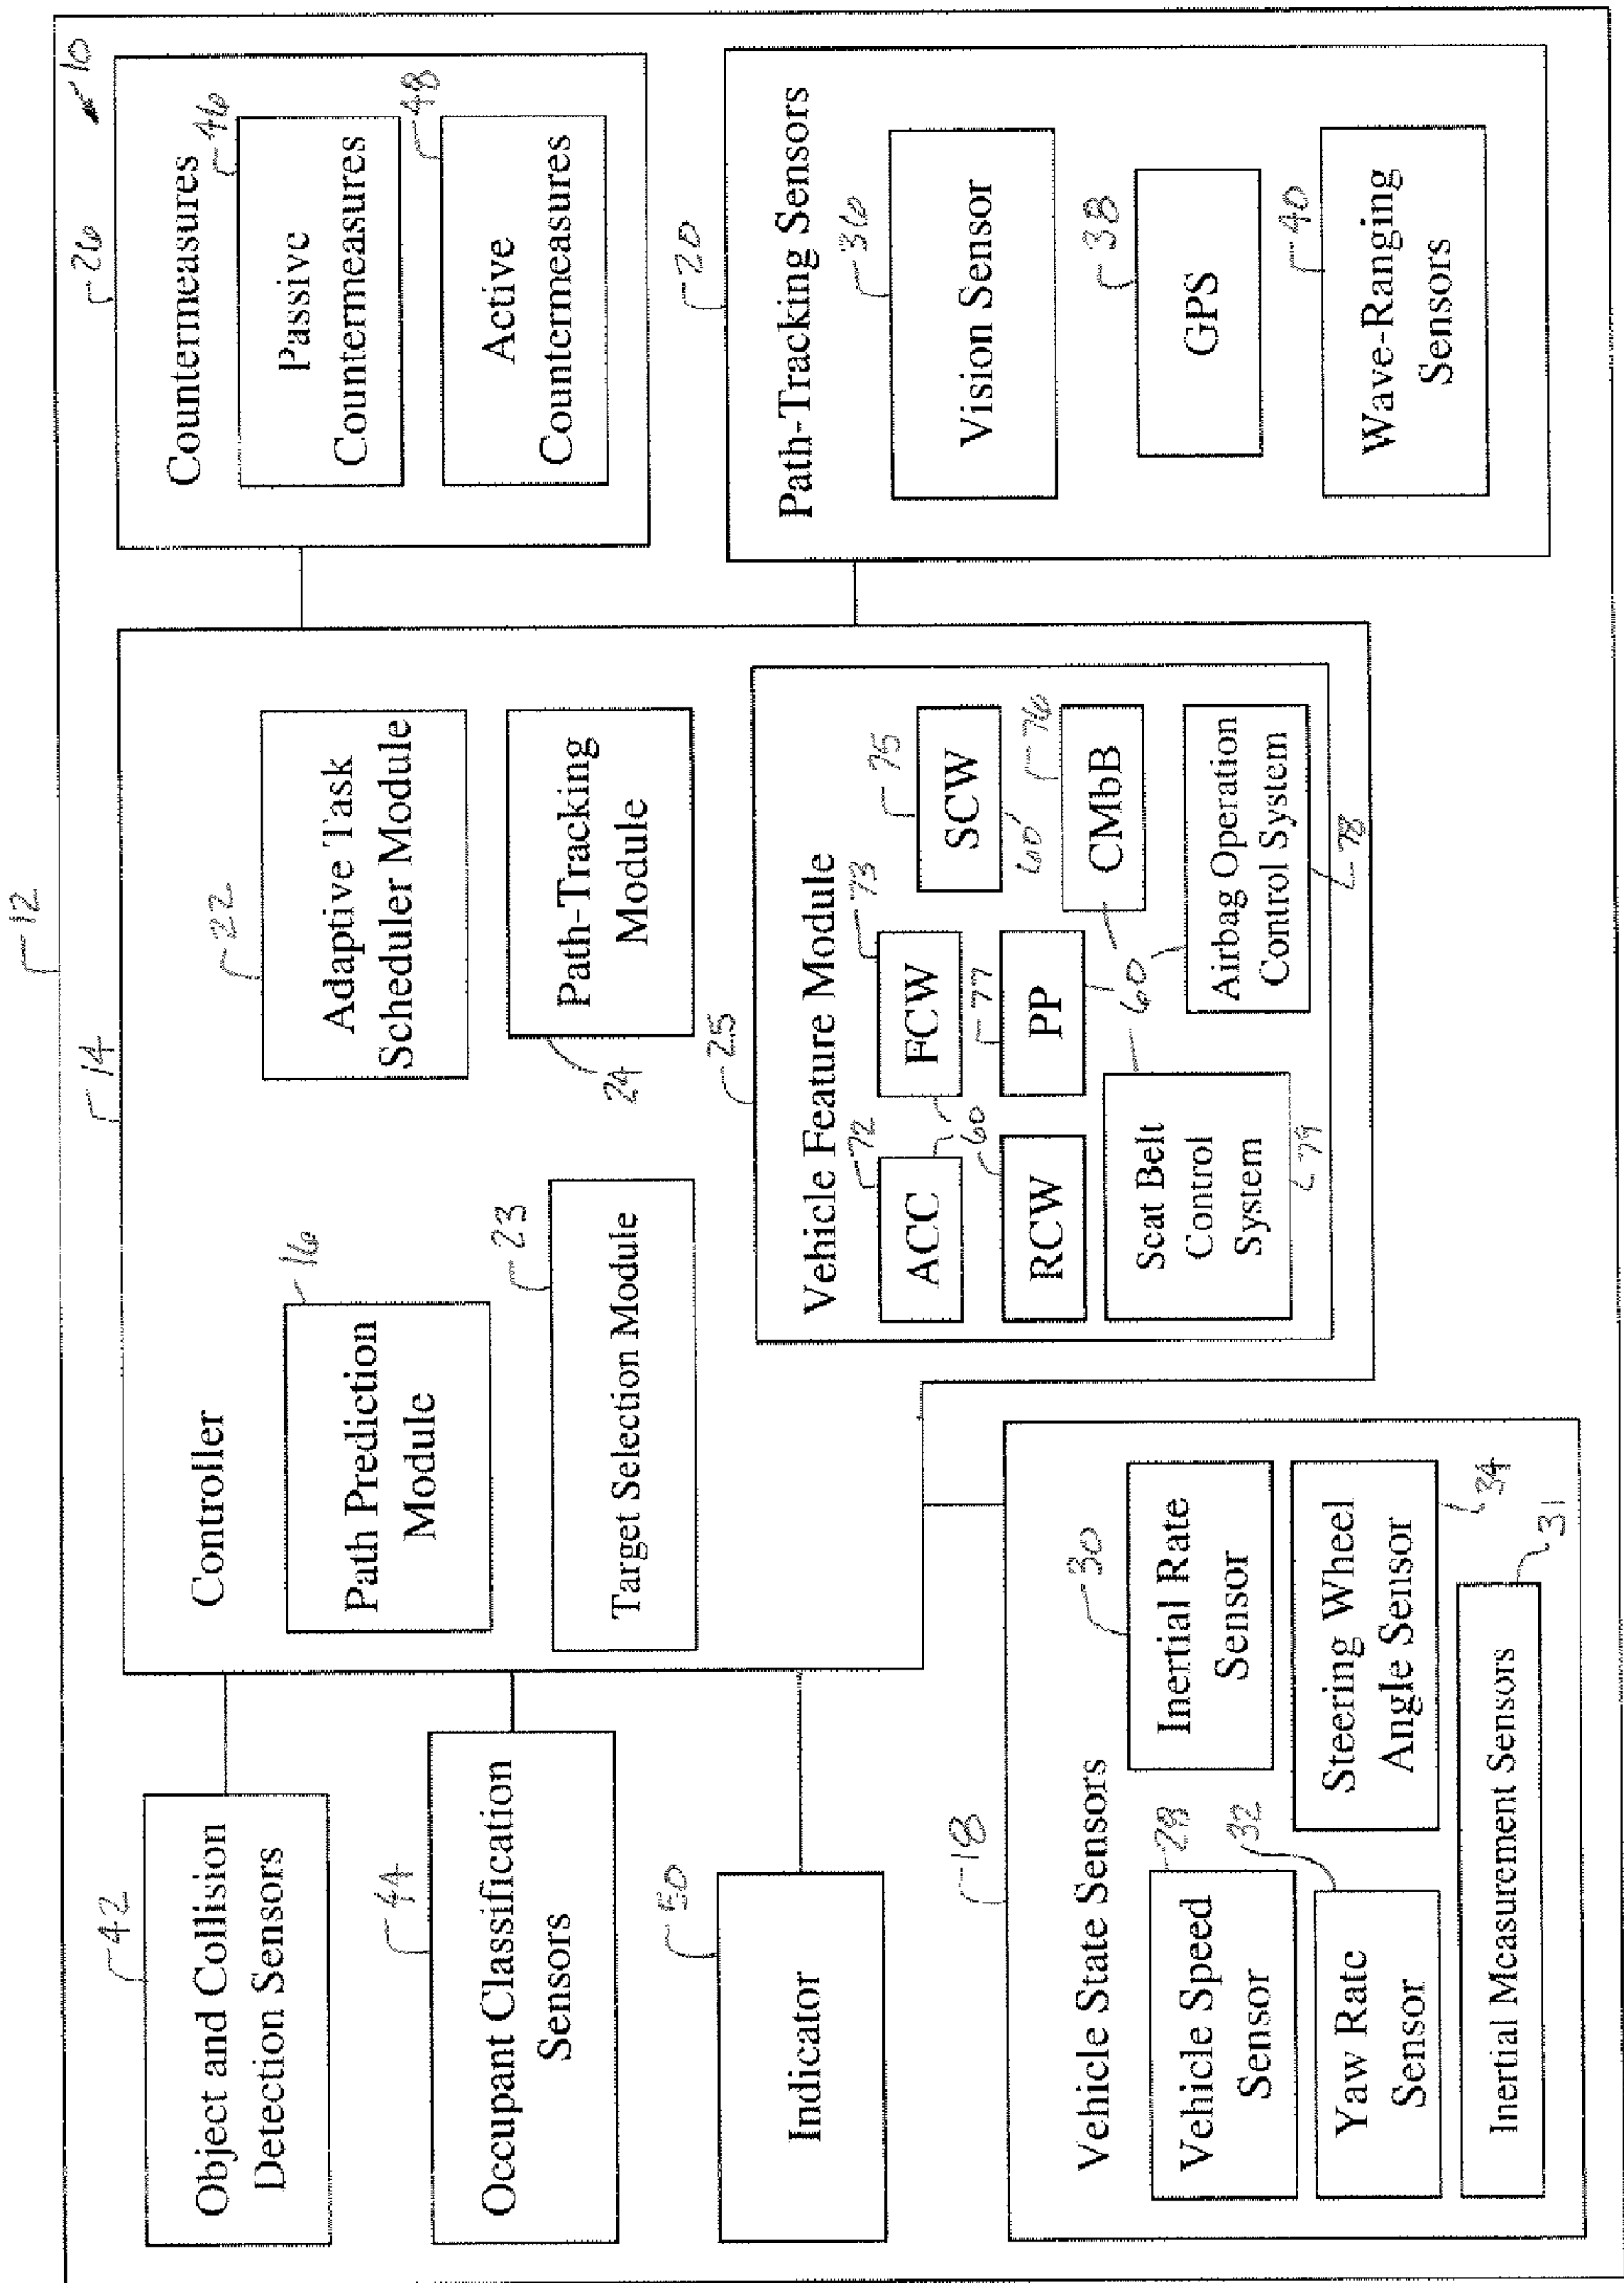 12
10
42
Object and Collision
Detection Sensors
44
Occupant Classification
Sensors
50
Indicator
14
Controller
16
Path Prediction
Module
22
Adaptive Task
Scheduler Module
23
Target Selection Module
24
Path-Tracking
Module
25
Vehicle Feature Module
72
ACC
73
FCW
75
SCW
60
60
60'
RCW
77
PP
76
CMbB
60
Seat Belt
Control
System
79
Airbag Operation
Control System
78
26
Countermeasures
46
Passive
Countermeasures
48
Active
Countermeasures
20
Path-Tracking Sensors
36
Vision Sensor
38
GPS
40
Wave-Ranging
Sensors
18
Vehicle State Sensors
28
Vehicle Speed
Sensor
30
Inertial Rate
Sensor
32
Yaw Rate
Sensor
34
Steering Wheel
Angle Sensor
31
Inertial Measurement Sensors